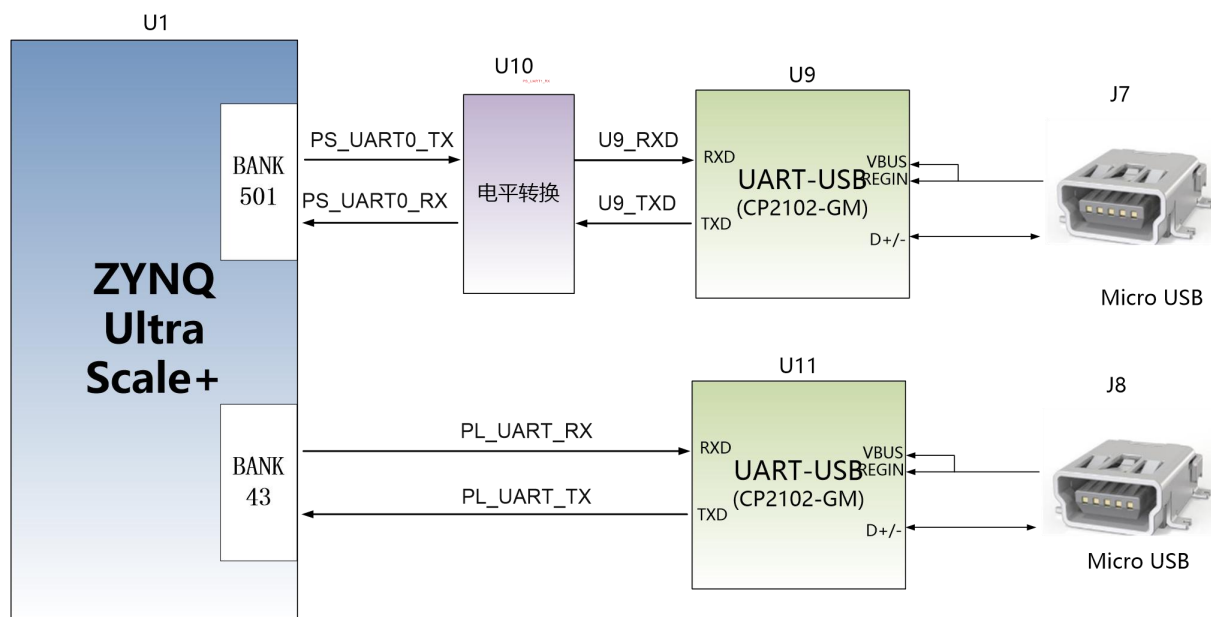 U1
U10
PS_UART1_RX
U9
J7
BANK
501
PS_UART0_TX
PS_UART0_RX
电平转换
U9_RXD
U9_TXD
RXD
TXD
UART-USB
(CP2102-GM)
VBUS
REGIN
D+/-
Micro USB
ZYNQ
Ultra
Scale+
U11
J8
BANK
43
PL_UART_RX
PL_UART_TX
RXD
TXD
UART-USB
(CP2102-GM)
VBUS
REGIN
D+/-
Micro USB